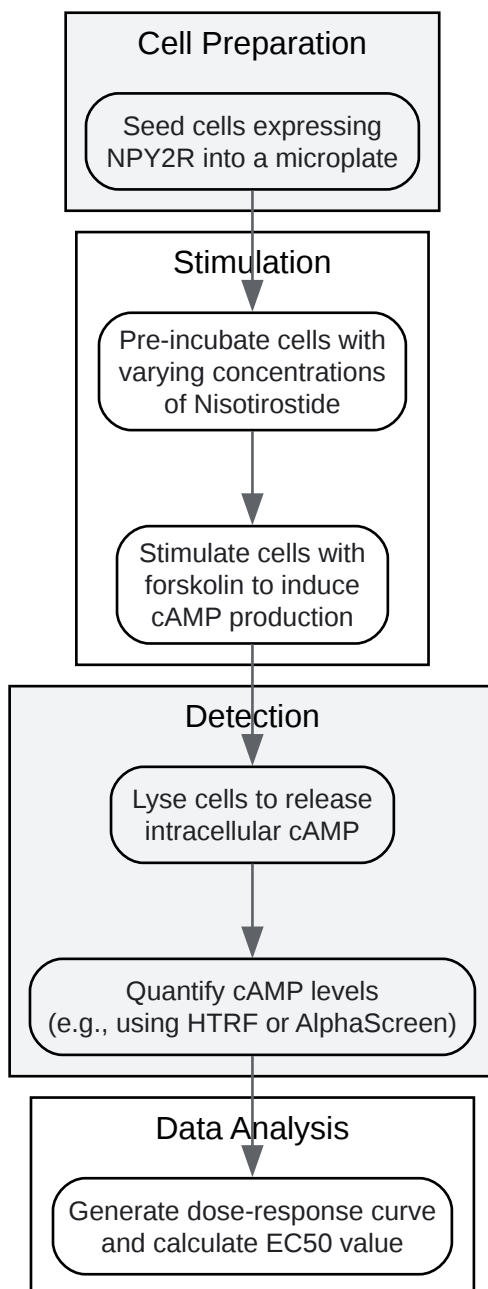 Cell Preparation
Seed cells expressing
NPY2R into a microplate
Stimulation
Pre-incubate cells with
varying concentrations
of Nisotirostide
Stimulate cells with
forskolin to induce
cAMP production
Detection
Lyse cells to release
intracellular cAMP
Quantify cAMP levels
(e.g., using HTRF or AlphaScreen)
Data Analysis
Generate dose-response curve
and calculate EC50 value